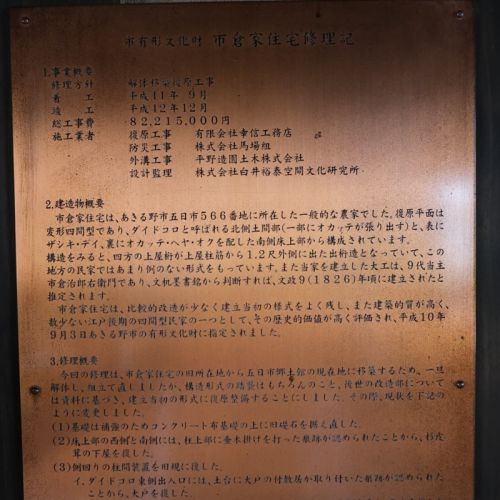 市有形文化財 市倉家住宅修理記
1.事業概要
修理方針 解体移築復原工事
着工 平成11年 9月
竣工 平成12年12月
総工事費 82,215,000円
施工業者 復原工事 有限会社幸信工務店
防災工事 株式会社馬場組
外溝工事 平野造園土木株式会社
設計監理 株式会社白井裕泰空間文化研究所
2.建造物概要
市倉家住宅は、あきる野市五日市566番地に所在した一般的な農家でした。復原平面は
変形四間型であり、ダイドコロと呼ばれる北側土間部(一部にオカッテが張り出す)と、表に
ザシキ・デイ、裏にオカッテ・ヘヤ・オクを配した南側床上部から構成されています。
構造をみると、四方の上屋桁が上屋柱筋から1.2尺外側に出た出桁造となっていて、この
地方の民家ではあまり例のない形式をもっています。また当家を建立した大工は、9代当主
市倉治郎右衛門であり、文机墨書銘から判断すれば、文政9(1826)年頃に建立されたと
推定されます。
市倉家住宅は、比較的改造が少なく建立当初の様式をよく残し、また建築的質が高く、
数少ない江戸後期の四間型民家の一つとして、その歴史的価値が高く評価され、平成10年
9月3日あきる野市の有形文化財に指定されました。
3.修理概要
今回の修理は、市倉家住宅の旧所在地から五日市郷土館の現在地に移築するため、一旦
解体し、組立て直しましたが、構造形式の踏襲はもちろんのこと、後世の改造部について
は資料に基づき、建立当初の形式に復原整備することにしました。その際、現状を下記の
ように変更しました。
(1)基礎は補強のためコンクリート布基礎の上に旧礎石を据え直した。
(2)床上部の西側と南側には、柱上部に垂木掛けを打った痕跡が認められたことから、杉皮
葺の下屋を復した。
(3)側回りの柱間装置を旧規に復した。
イ.ダイドコロ東側出入口には、土台に大戸の付敷居が取り付いた痕跡が認められた
ことから、大戸を復した。